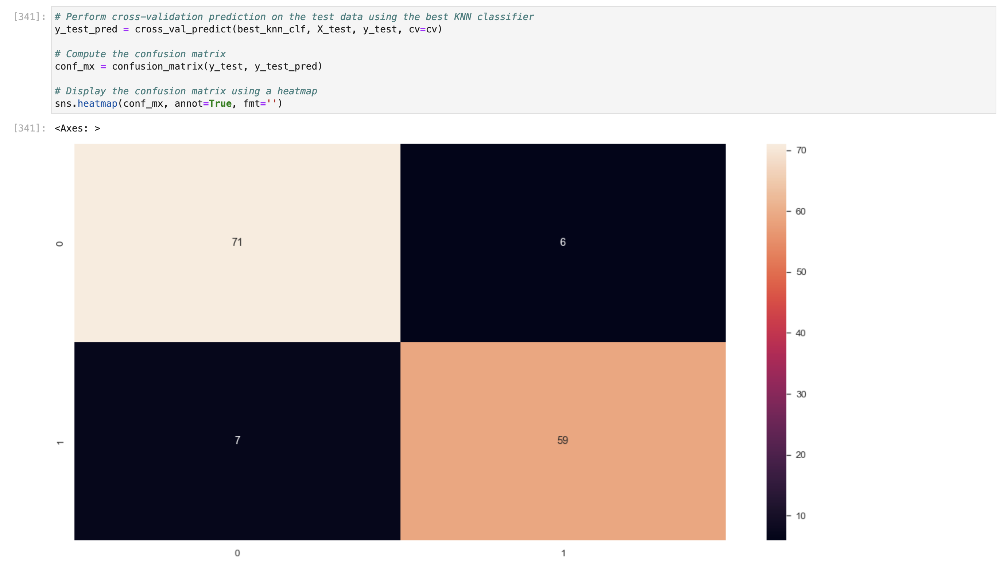 [341]: # Perform cross-validation prediction on the test data using the best KNN classifier
y_test_pred = cross_val_predict(best_knn_clf, X_test, y_test, cv=cv)
# Compute the confusion matrix
conf_mx = confusion_matrix(y_test, y_test_pred)
# Display the confusion matrix using a heatmap
sns.heatmap(conf_mx, annot=True, fmt='')
[341]: <Axes: >
70
60
0 71 6
50
40
30
1 7 59
20
10
0 1